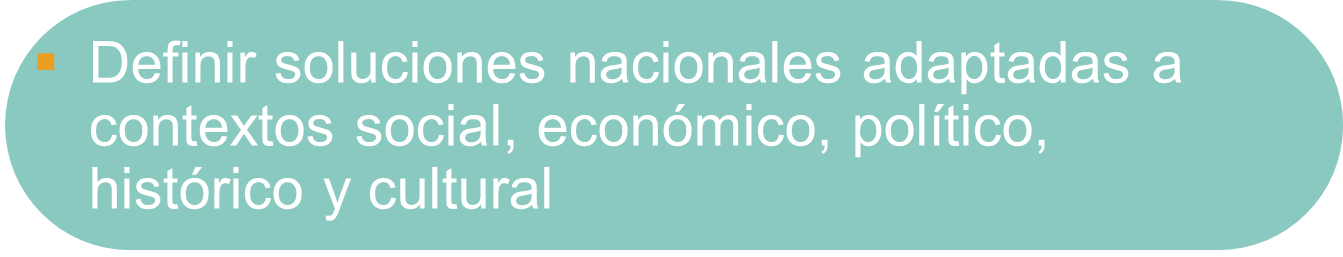 Definir soluciones nacionales adaptadas a
contextos social, económico, político,
histórico y cultural